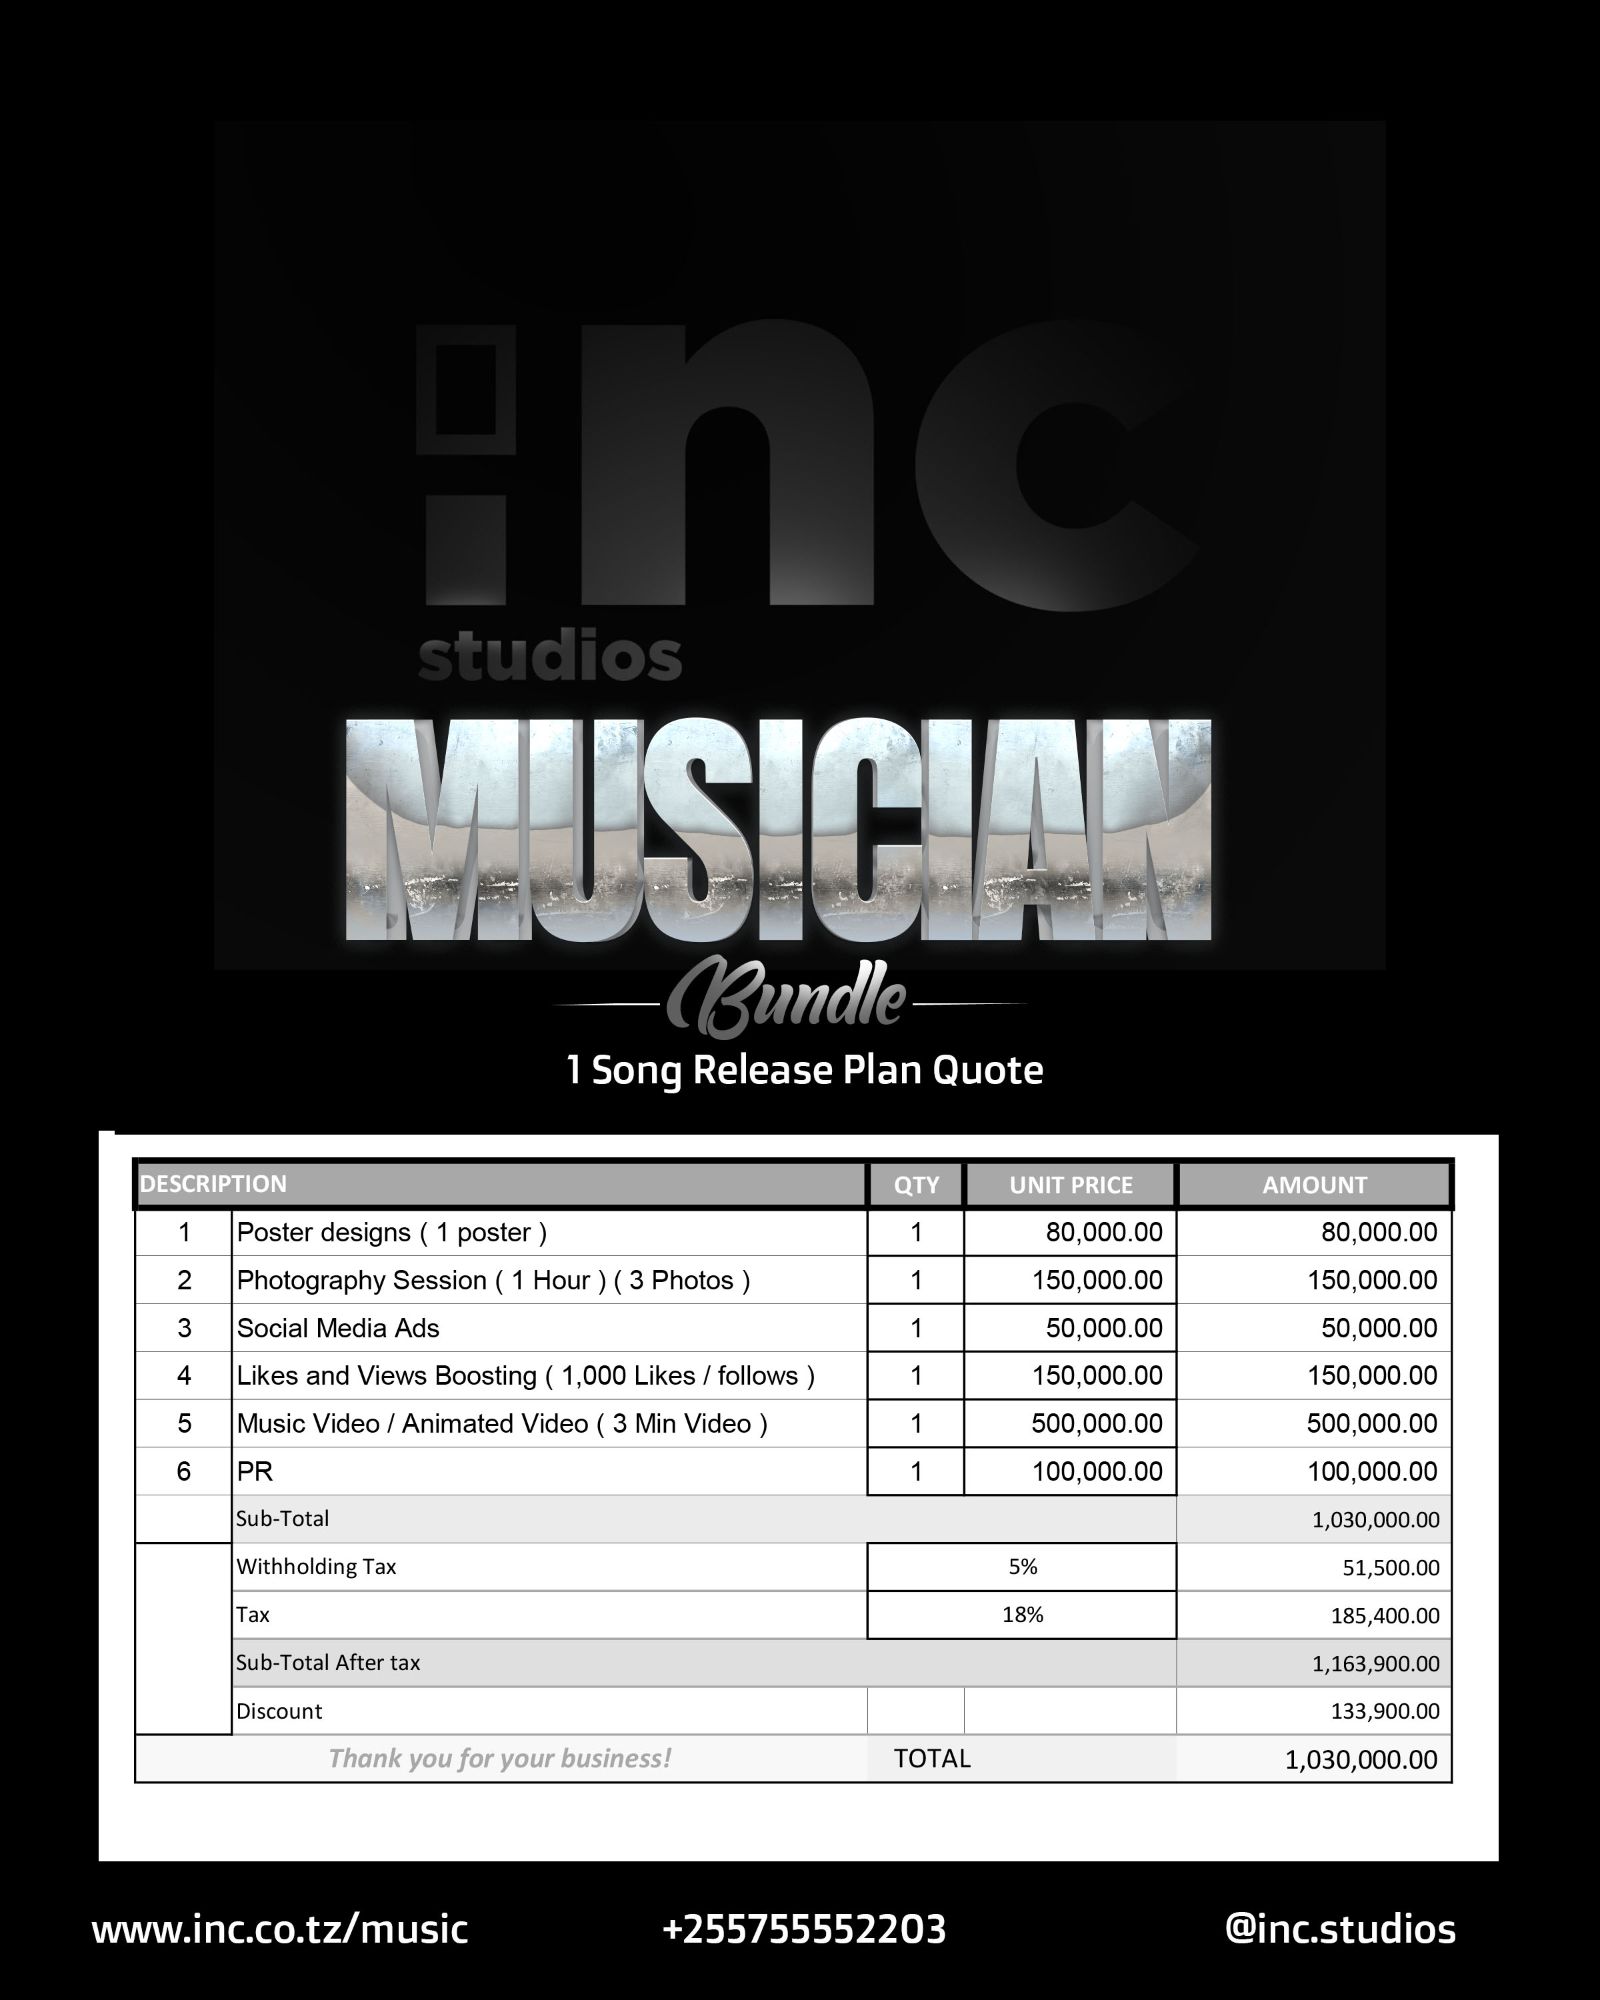 inc
studios
MUSICIAN
Bundle
1 Song Release Plan Quote
DESCRIPTION QTY UNIT PRICE AMOUNT
1 Poster designs ( 1 poster ) 1 80,000.00 80,000.00
2 Photography Session ( 1 Hour ) ( 3 Photos ) 1 150,000.00 150,000.00
3 Social Media Ads 1 50,000.00 50,000.00
4 Likes and Views Boosting ( 1,000 Likes / follows ) 1 150,000.00 150,000.00
5 Music Video / Animated Video ( 3 Min Video ) 1 500,000.00 500,000.00
6 PR 1 100,000.00 100,000.00
Sub-Total 1,030,000.00
Withholding Tax 5% 51,500.00
Tax 18% 185,400.00
Sub-Total After tax 1,163,900.00
Discount 133,900.00
Thank you for your business! TOTAL 1,030,000.00
www.inc.co.tz/music +255755552203 @inc.studios